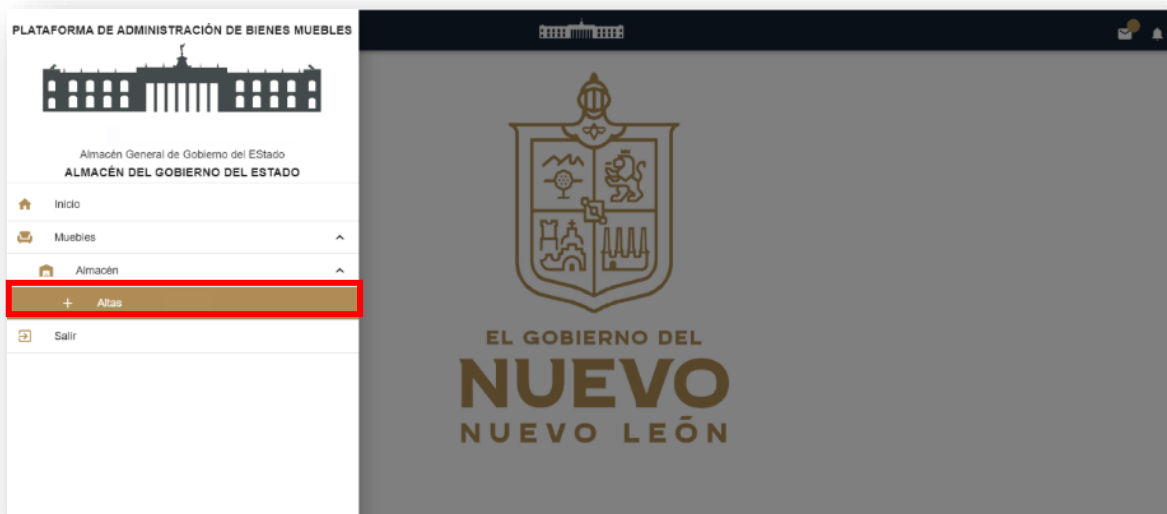 PLATAFORMA DE ADMINISTRACIÓN DE BIENES MUEBLES
Almacén General de Gobierno del EStado
ALMACÉN DEL GOBIERNO DEL ESTADO
Inicio
Muebles
Almacén
Altas
Salir
EL GOBIERNO DEL
NUEVO
NUEVO LEÓN